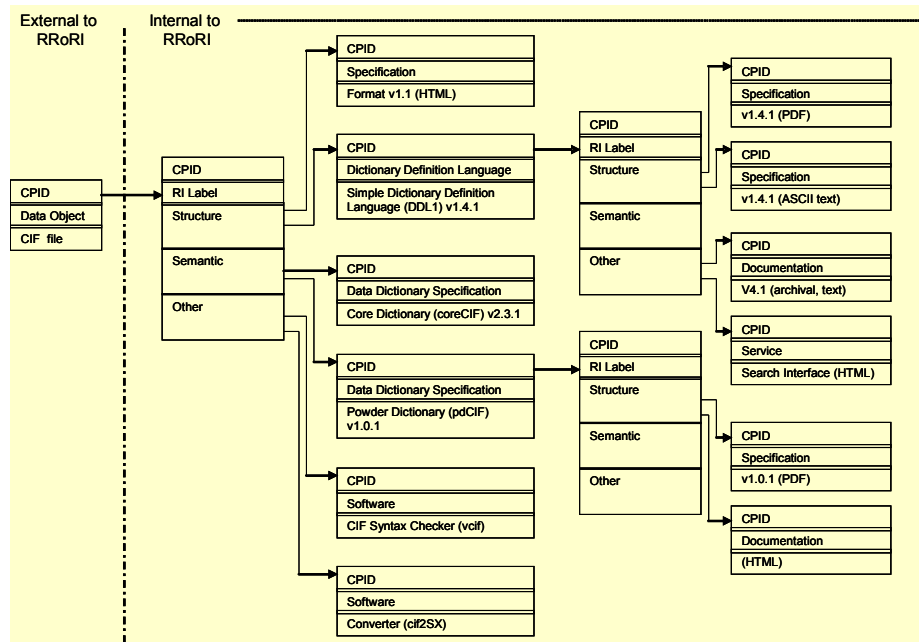 External to
RRoRI
Internal to
RRoRI
CPID
Data Object
CIF file
CPID
RI Label
Structure
Semantic
Other
CPID
Specification
Format v1.1 (HTML)
CPID
Dictionary Definition Language
Simple Dictionary Definition
Language (DDL1) v1.4.1
CPID
Data Dictionary Specification
Core Dictionary (coreCIF) v2.3.1
CPID
Data Dictionary Specification
Powder Dictionary (pdCIF)
v1.0.1
CPID
Software
CIF Syntax Checker (vcif)
CPID
Software
Converter (cif2SX)
CPID
RI Label
Structure
Semantic
Other
CPID
RI Label
Structure
Semantic
Other
CPID
Specification
v1.4.1 (PDF)
CPID
Specification
v1.4.1 (ASCII text)
CPID
Documentation
V4.1 (archival, text)
CPID
Service
Search Interface (HTML)
CPID
Specification
v1.0.1 (PDF)
CPID
Documentation
(HTML)